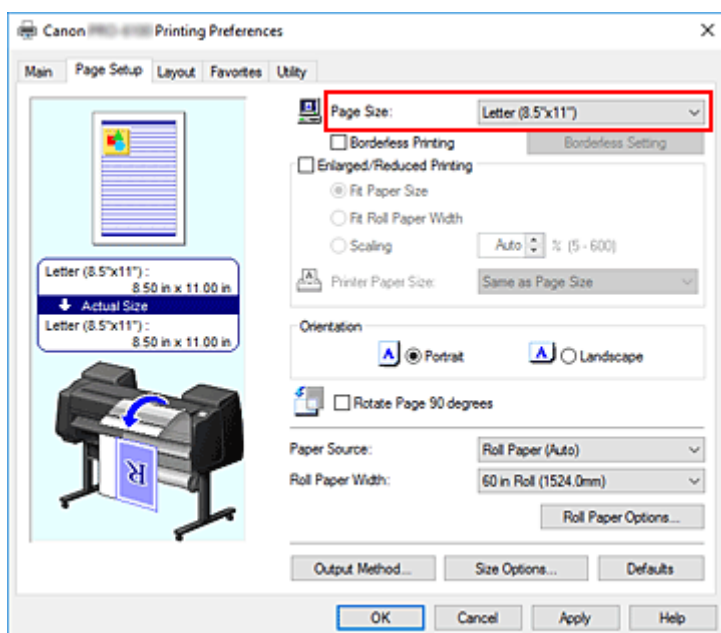 Canon Printing Preferences
Main Page Setup Layout Favorites Utility
Page Size: Letter (8.5"x11")
Borderless Printing Borderless Setting
Enlarged/Reduced Printing
Fit Paper Size
Fit Roll Paper Width
Scaling Auto % (5 - 600)
Printer Paper Size: Same as Page Size
Letter (8.5"x11") :
8.50 in x 11.00 in
Actual Size
Letter (8.5"x11") :
8.50 in x 11.00 in
Orientation
A Portrait A Landscape
Rotate Page 90 degrees
R
Paper Source: Roll Paper (Auto)
Roll Paper Width: 60 in Roll (1524.0mm)
Roll Paper Options...
Output Method... Size Options... Defaults
OK Cancel Apply Help